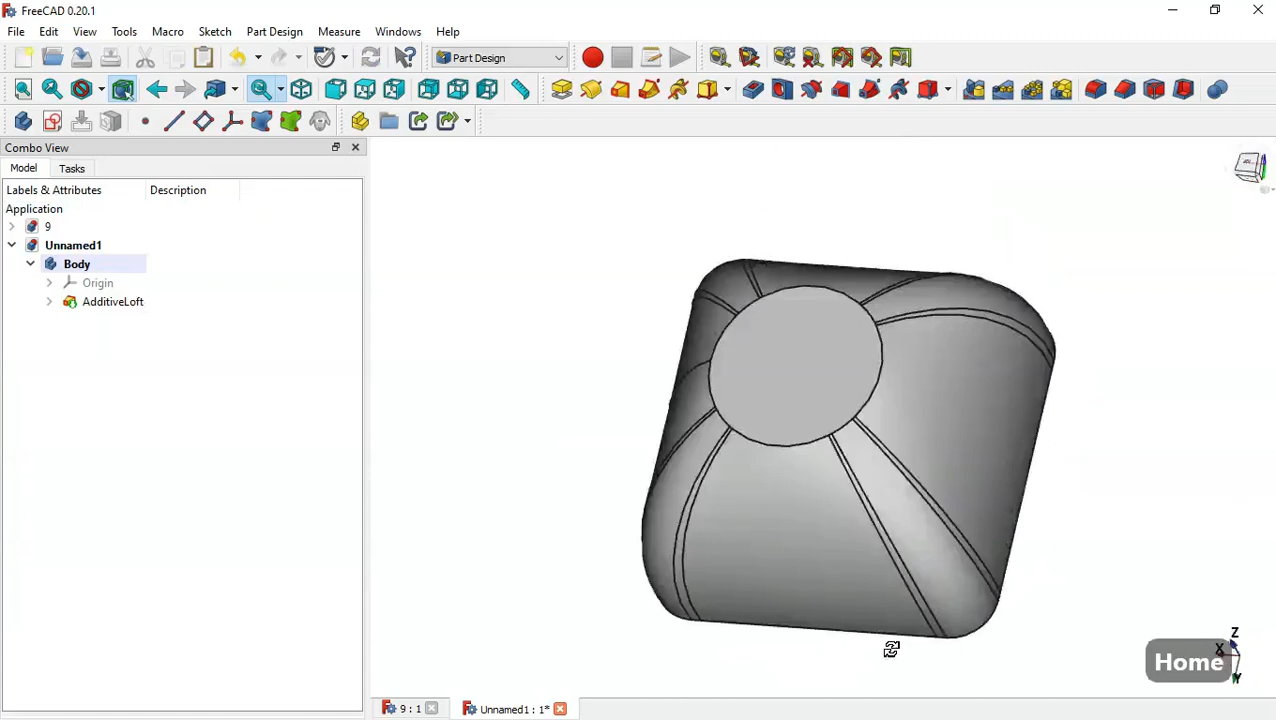 FreeCAD 0.20.1
File Edit View Tools Macro Sketch Part Design Measure Windows Help
Part Design
Combo View
Model Tasks
Labels & Attributes Description
Application
9
Unnamed1
Body
Origin
AdditiveLoft
Z
X
Y
Home
9 : 1 Unnamed1 : 1*